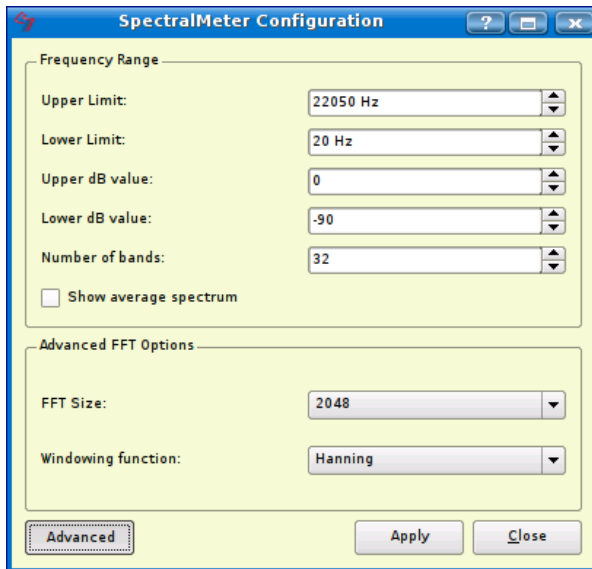 SpectralMeter Configuration
Frequency Range
Upper Limit: 22050 Hz
Lower Limit: 20 Hz
Upper dB value: 0
Lower dB value: -90
Number of bands: 32
Show average spectrum
Advanced FFT Options
FFT Size: 2048
Windowing function: Hanning
Advanced Apply Close